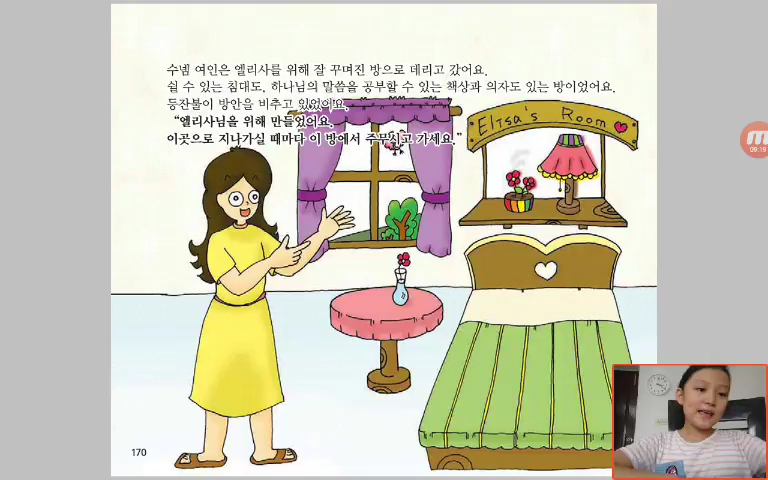 수넴 여인은 엘리사를 위해 잘 꾸며진 방으로 데리고 갔어요.
쉴 수 있는 침대도, 하나님의 말씀을 공부할 수 있는 책상과 의자도 있는 방이었어요.
등잔불이 방안을 비추고 있었어요.
“엘리사님을 위해 만들었어요.
이곳으로 지나가실 때마다 이 방에서 주무시고 가세요.”
Elisa's Room
170
09:19